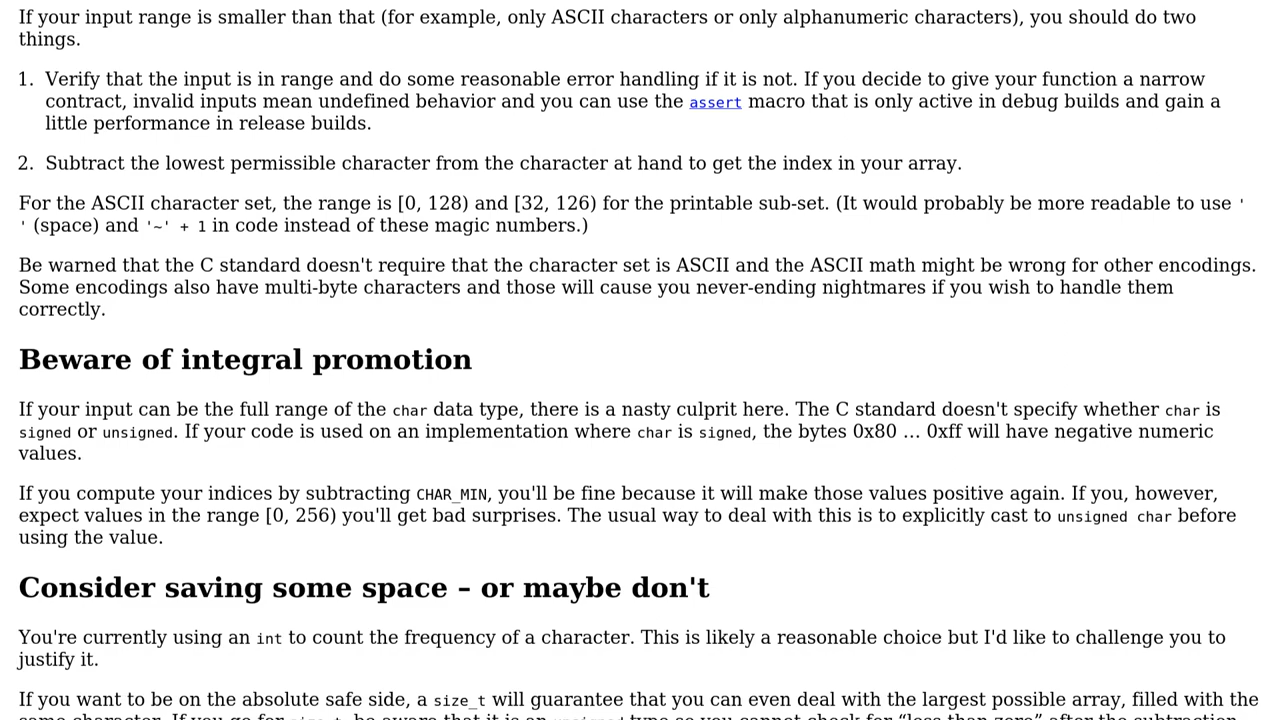 If your input range is smaller than that (for example, only ASCII characters or only alphanumeric characters), you should do two
things.
1. Verify that the input is in range and do some reasonable error handling if it is not. If you decide to give your function a narrow
contract, invalid inputs mean undefined behavior and you can use the assert macro that is only active in debug builds and gain a
little performance in release builds.
2. Subtract the lowest permissible character from the character at hand to get the index in your array.
For the ASCII character set, the range is [0, 128) and [32, 126) for the printable sub-set. (It would probably be more readable to use '
' (space) and '~' + 1 in code instead of these magic numbers.)
Be warned that the C standard doesn't require that the character set is ASCII and the ASCII math might be wrong for other encodings.
Some encodings also have multi-byte characters and those will cause you never-ending nightmares if you wish to handle them
correctly.
Beware of integral promotion
If your input can be the full range of the char data type, there is a nasty culprit here. The C standard doesn't specify whether char is
signed or unsigned. If your code is used on an implementation where char is signed, the bytes 0x80 … 0xff will have negative numeric
values.
If you compute your indices by subtracting CHAR_MIN, you'll be fine because it will make those values positive again. If you, however,
expect values in the range [0, 256) you'll get bad surprises. The usual way to deal with this is to explicitly cast to unsigned char before
using the value.
Consider saving some space – or maybe don't
You're currently using an int to count the frequency of a character. This is likely a reasonable choice but I'd like to challenge you to
justify it.
If you want to be on the absolute safe side, a size_t will guarantee that you can even deal with the largest possible array, filled with the